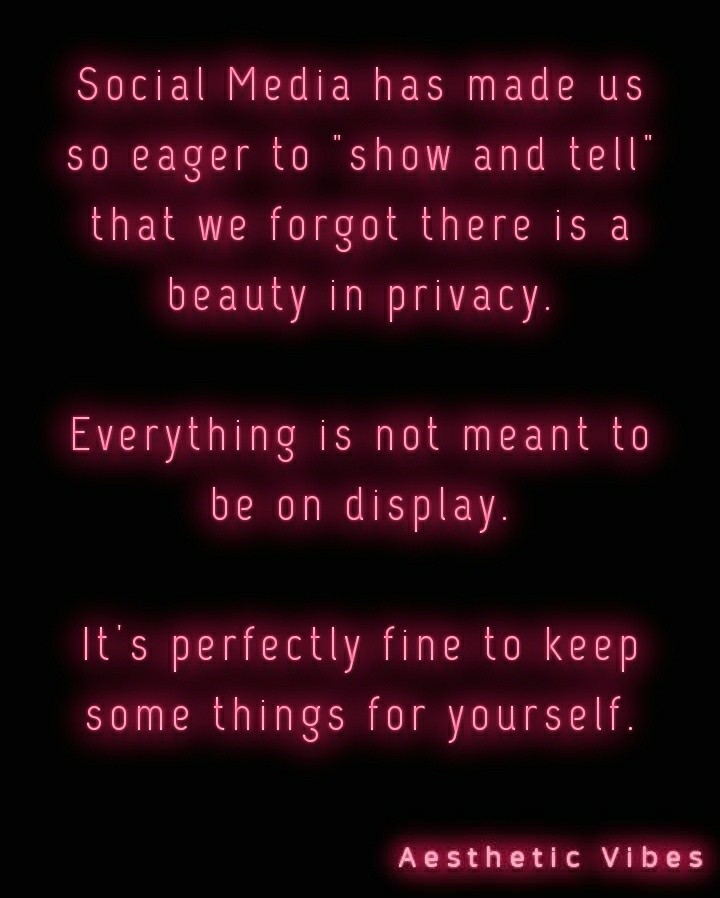 Social Media has made us
so eager to "show and tell"
that we forgot there is a
beauty in privacy.
Everything is not meant to
be on display.
It's perfectly fine to keep
some things for yourself.
Aesthetic Vibes